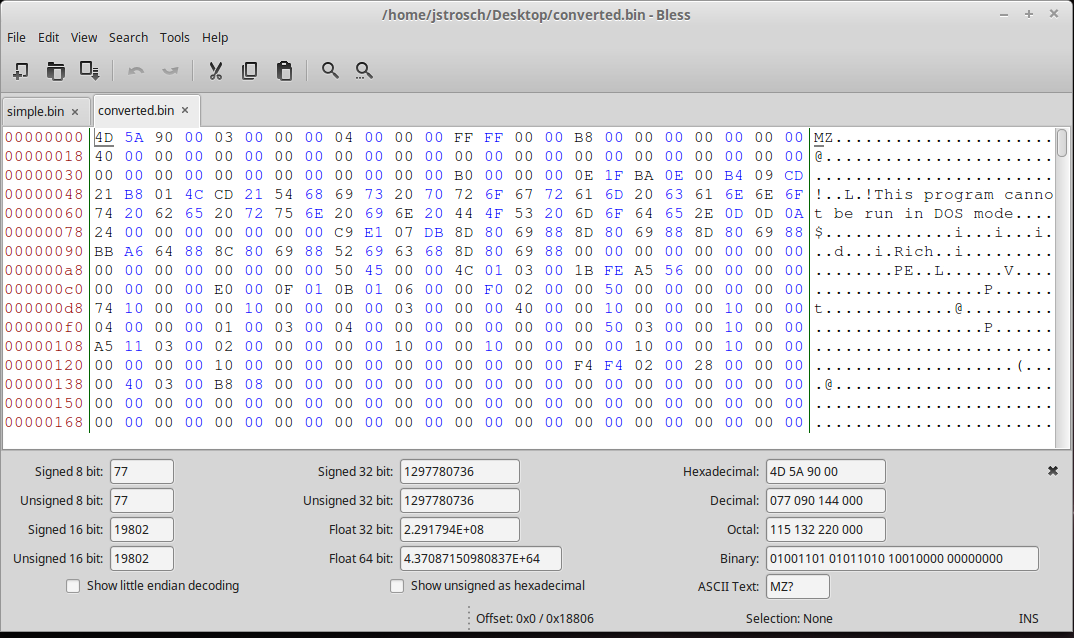 /home/jstrosch/Desktop/converted.bin - Bless
File Edit View Search Tools Help
simple.bin × converted.bin ×
00000000 4D 5A 90 00 03 00 00 00 04 00 00 00 FF FF 00 00 B8 00 00 00 00 00 00 00 MZ......................
00000018 40 00 00 00 00 00 00 00 00 00 00 00 00 00 00 00 00 00 00 00 00 00 00 00 @.......................
00000030 00 00 00 00 00 00 00 00 00 00 00 00 B0 00 00 00 0E 1F BA 0E 00 B4 09 CD ........................
00000048 21 B8 01 4C CD 21 54 68 69 73 20 70 72 6F 67 72 61 6D 20 63 61 6E 6E 6F !..L.!This program canno
00000060 74 20 62 65 20 72 75 6E 20 69 6E 20 44 4F 53 20 6D 6F 64 65 2E 0D 0D 0A t be run in DOS mode....
00000078 24 00 00 00 00 00 00 00 C9 E1 07 DB 8D 80 69 88 8D 80 69 88 8D 80 69 88 $.............i...i...i.
00000090 BB A6 64 88 8C 80 69 88 52 69 63 68 8D 80 69 88 00 00 00 00 00 00 00 00 ..d...i.Rich..i.........
000000a8 00 00 00 00 00 00 00 00 50 45 00 00 4C 01 03 00 1B FE A5 56 00 00 00 00 ........PE..L......V....
000000c0 00 00 00 00 E0 00 0F 01 0B 01 06 00 00 F0 02 00 00 50 00 00 00 00 00 00 .................P......
000000d8 74 10 00 00 00 10 00 00 00 00 03 00 00 00 40 00 00 10 00 00 00 10 00 00 t.............@.........
000000f0 04 00 00 00 01 00 03 00 04 00 00 00 00 00 00 00 00 50 03 00 00 10 00 00 .................P......
00000108 A5 11 03 00 02 00 00 00 00 00 10 00 00 10 00 00 00 00 10 00 00 10 00 00 ........................
00000120 00 00 00 00 10 00 00 00 00 00 00 00 00 00 00 00 F4 F4 02 00 28 00 00 00 ....................(...
00000138 00 40 03 00 B8 08 00 00 00 00 00 00 00 00 00 00 00 00 00 00 00 00 00 00 .@......................
00000150 00 00 00 00 00 00 00 00 00 00 00 00 00 00 00 00 00 00 00 00 00 00 00 00 ........................
00000168 00 00 00 00 00 00 00 00 00 00 00 00 00 00 00 00 00 00 00 00 00 00 00 00 ........................
Signed 8 bit: 77 Signed 32 bit: 1297780736 Hexadecimal: 4D 5A 90 00
Unsigned 8 bit: 77 Unsigned 32 bit: 1297780736 Decimal: 077 090 144 000
Signed 16 bit: 19802 Float 32 bit: 2.291794E+08 Octal: 115 132 220 000
Unsigned 16 bit: 19802 Float 64 bit: 4.37087150980837E+64 Binary: 01001101 01011010 10010000 00000000
Show little endian decoding Show unsigned as hexadecimal ASCII Text: MZ?
Offset: 0x0 / 0x18806 Selection: None INS